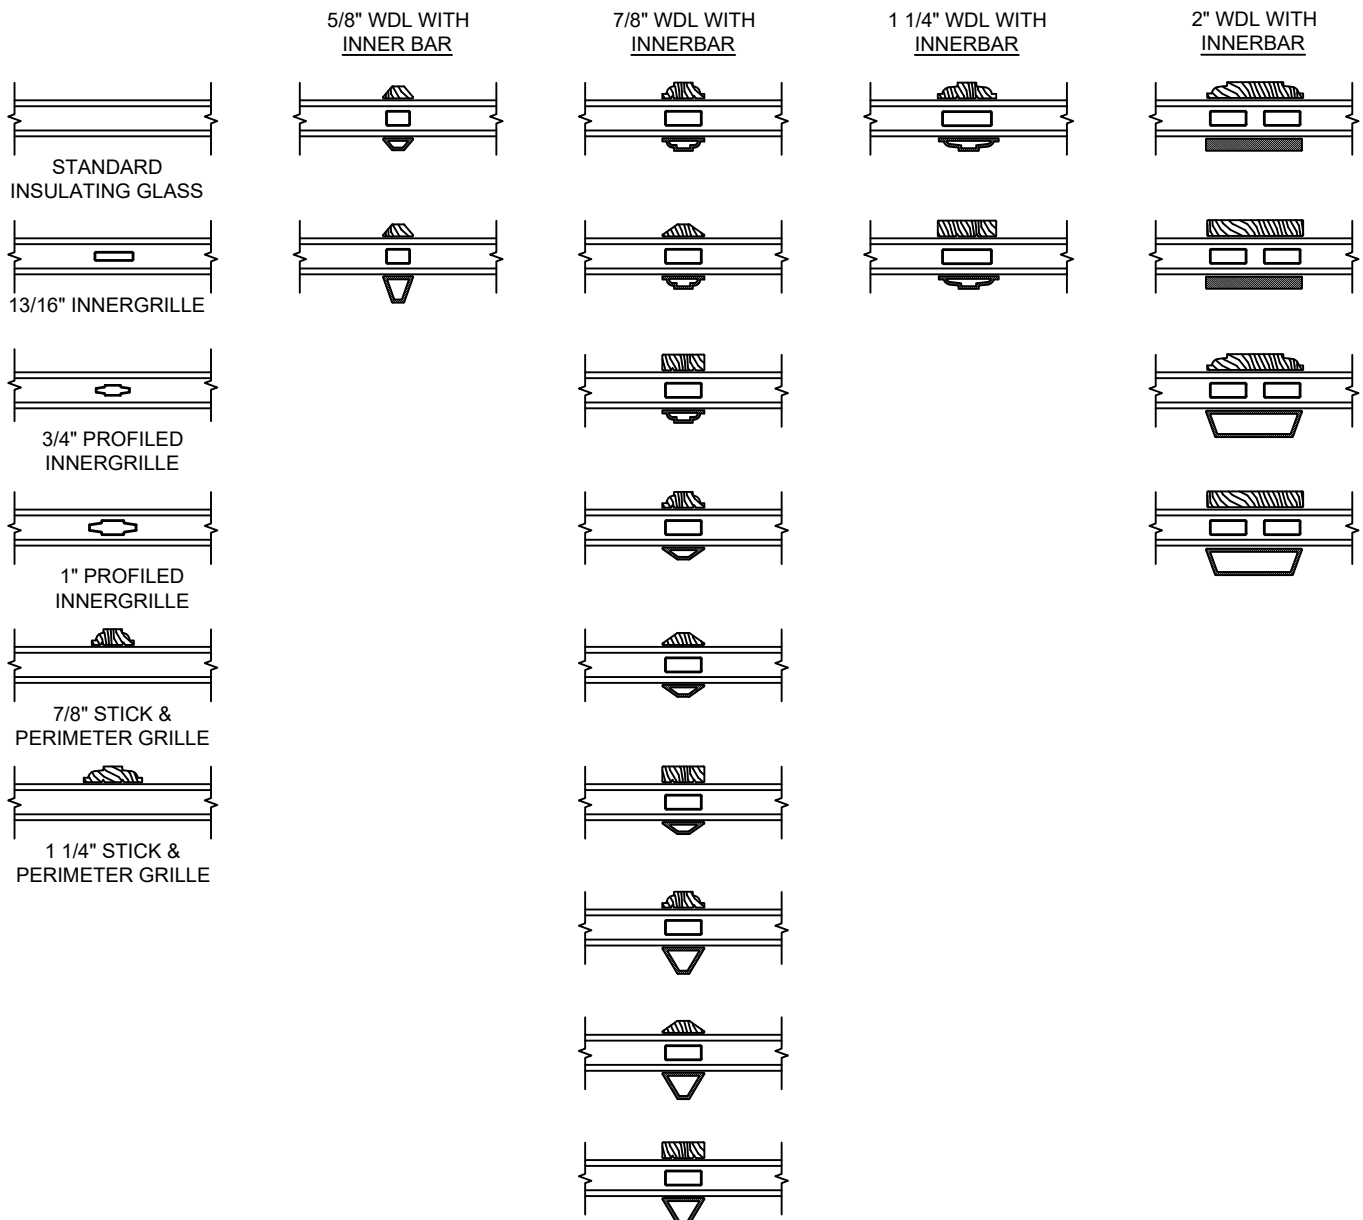 5/8" WDL WITH
INNER BAR
7/8" WDL WITH
INNERBAR
1 1/4" WDL WITH
INNERBAR
2" WDL WITH
INNERBAR
STANDARD
INSULATING GLASS
13/16" INNERGRILLE
3/4" PROFILED
INNERGRILLE
1" PROFILED
INNERGRILLE
7/8" STICK &
PERIMETER GRILLE
1 1/4" STICK &
PERIMETER GRILLE